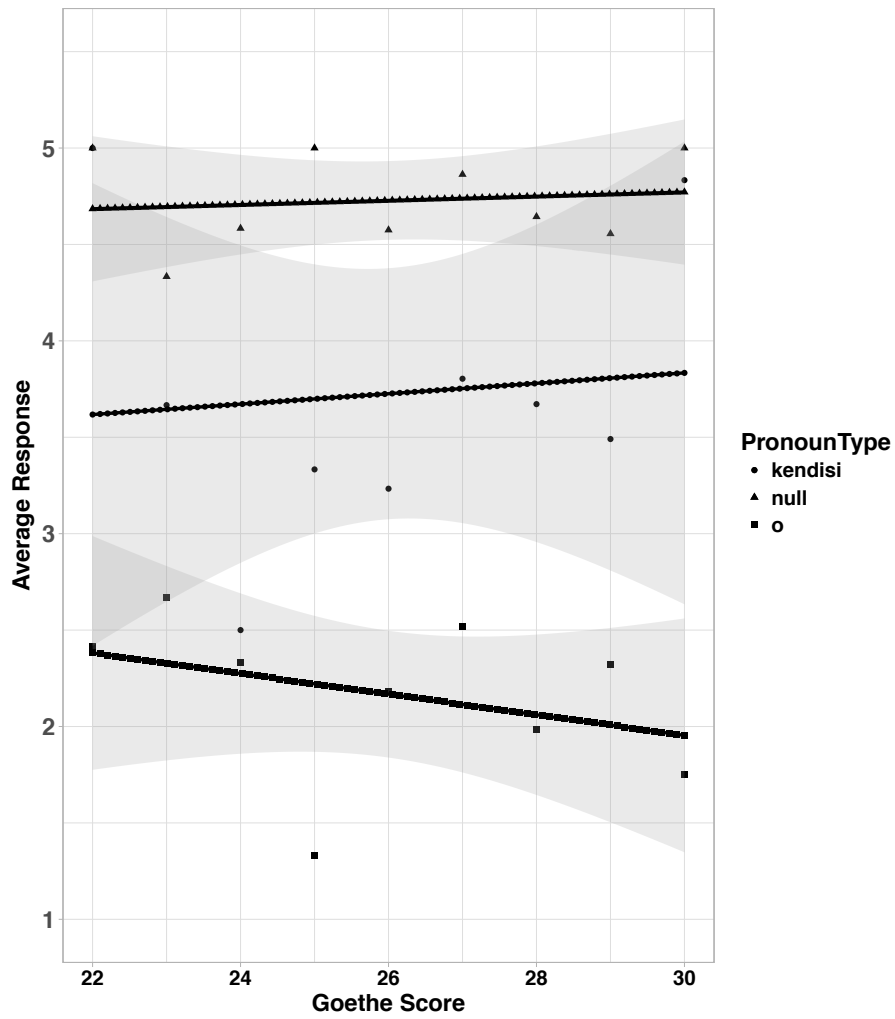 5
4
3
2
1
Average Response
22 24 26 28 30
Goethe Score
PronounType
kendisi
null
o